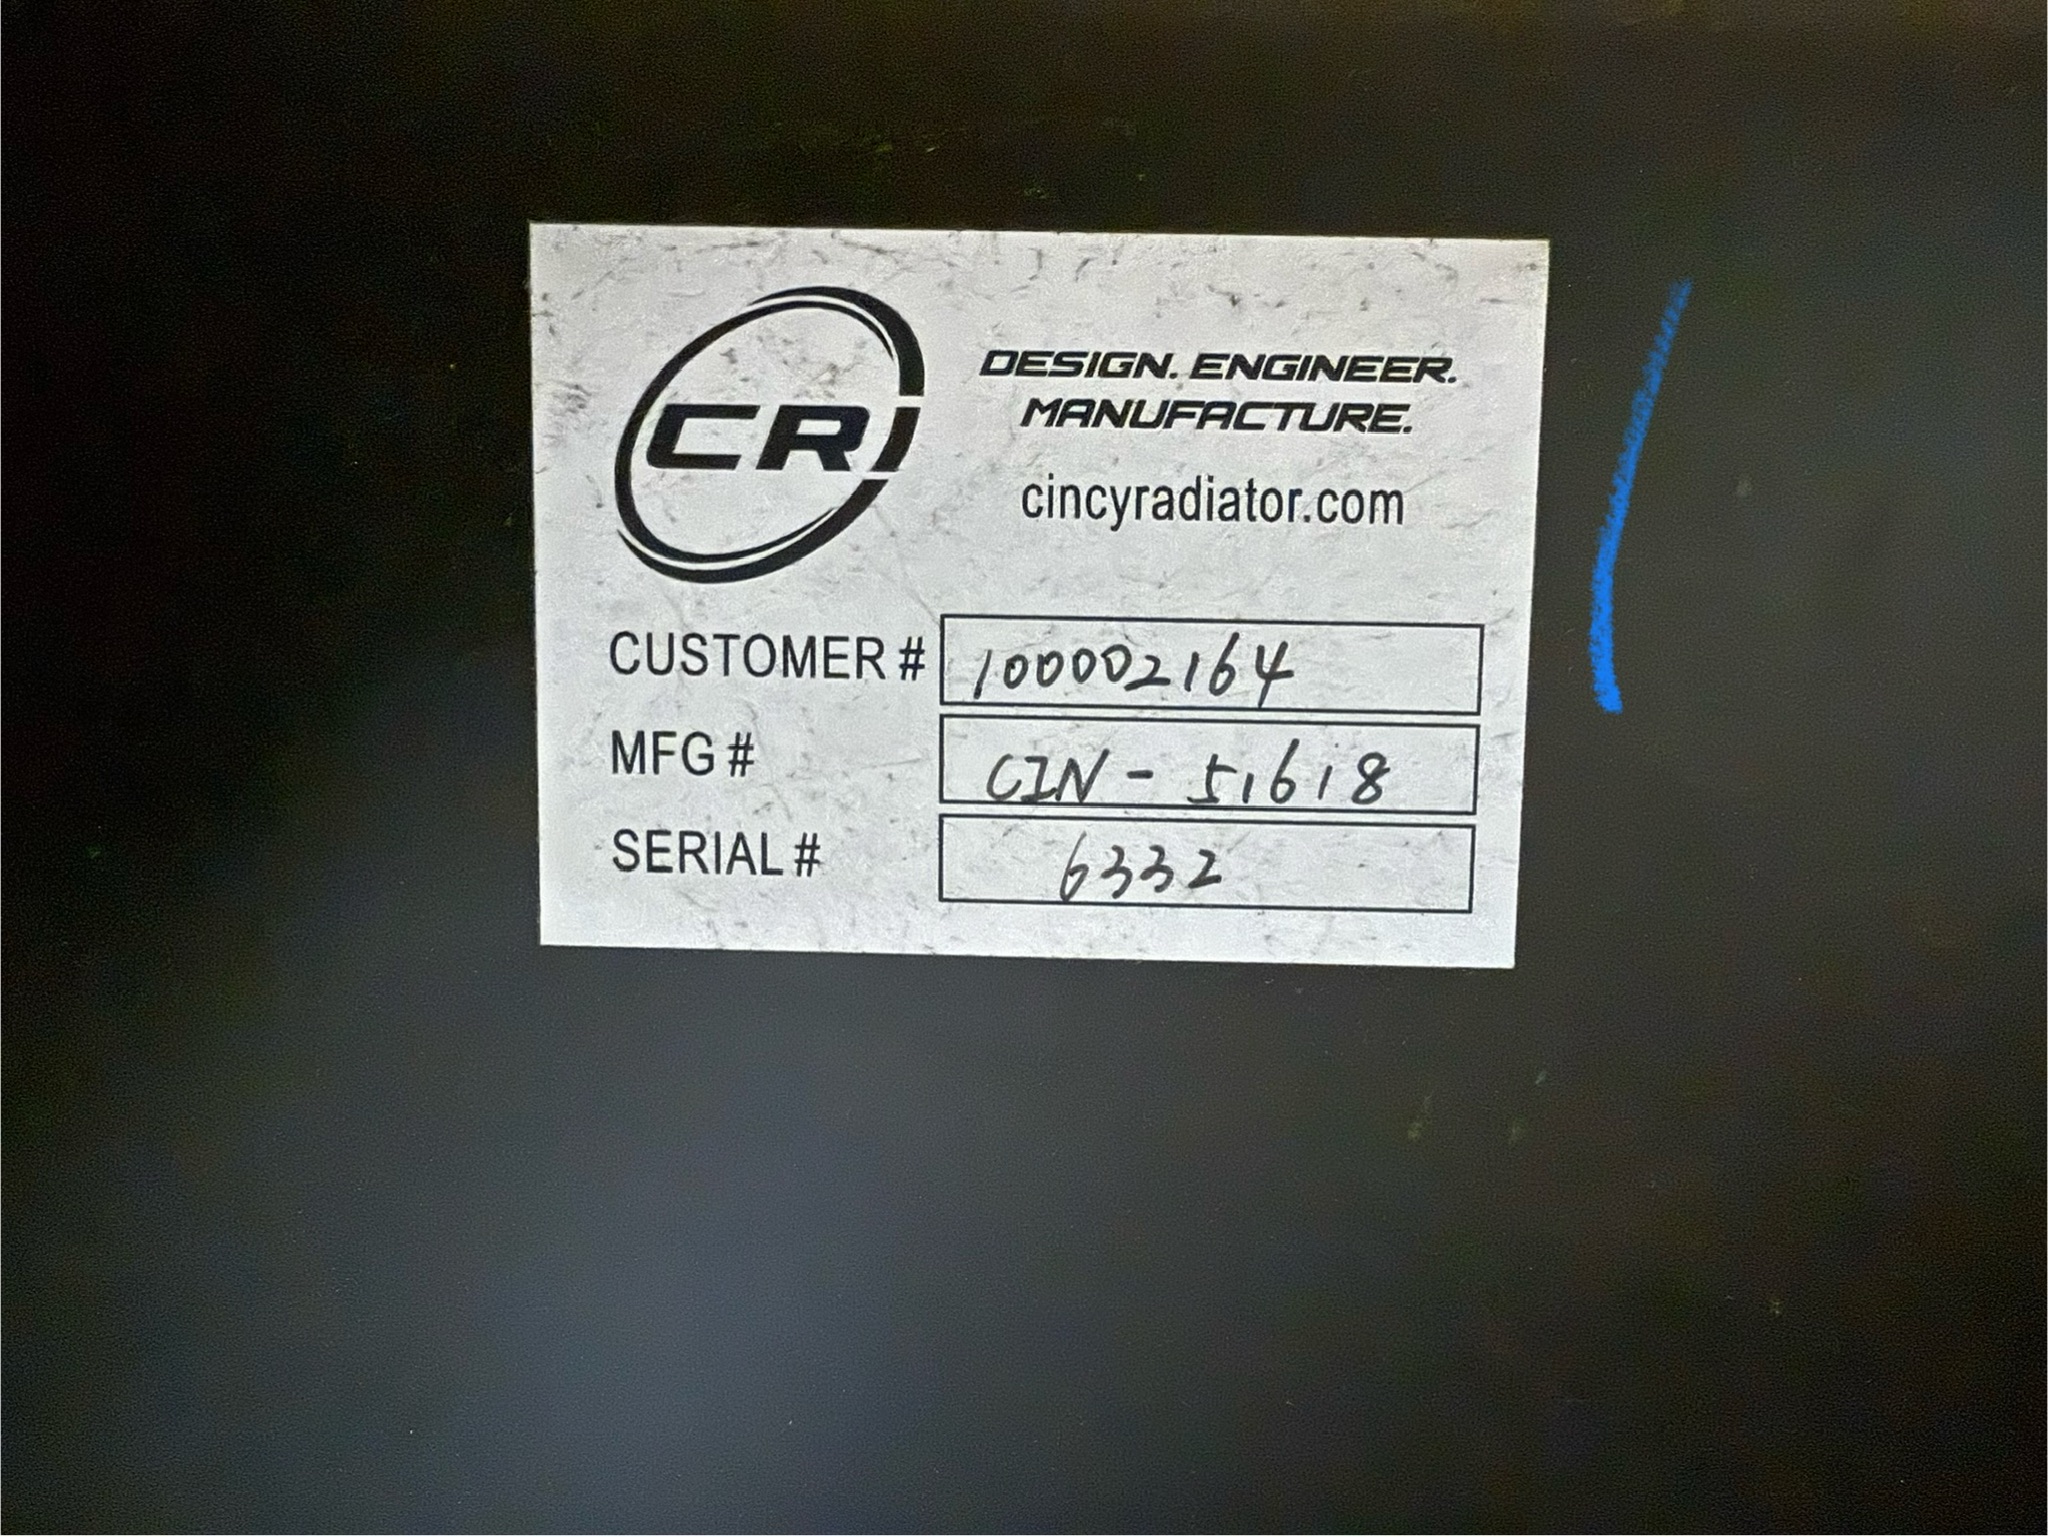 CRI
DESIGN. ENGINEER.
MANUFACTURE.
cincyradiator.com
CUSTOMER # 100002164
MFG # CIN - 51618
SERIAL # 6332